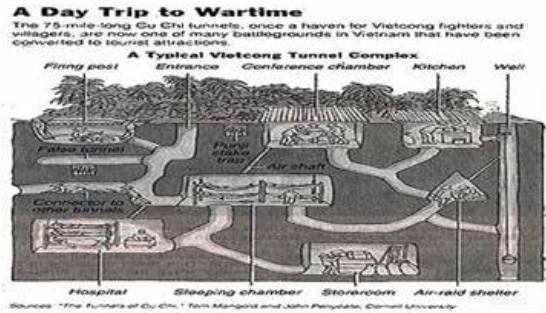 A Day Trip to Wartime
The 75-mile-long Cu Chi tunnels, once a haven for Vietcong fighters and
villagers, are now one of many battlegrounds in Vietnam that have been
converted to tourist attractions.
A Typical Vietcong Tunnel Complex
Firing post Entrance Conference chamber Kitchen Well
False tunnel
Punji
stake
trap
Air shaft
Connector to
other tunnels
Hospital Sleeping chamber Storeroom Air-raid shelter
Sources: "The Tunnels of Cu Chi," Tom Mangold and John Penycate, Cornell University